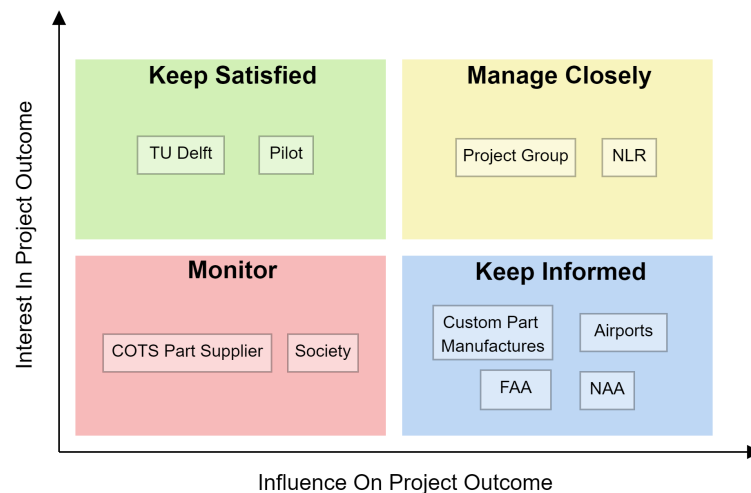 Keep Satisfied
Manage Closely
TU Delft
Pilot
Project Group
NLR
Monitor
Keep Informed
COTS Part Supplier
Society
Custom Part
Manufactures
Airports
FAA
NAA
Interest In Project Outcome
Influence On Project Outcome